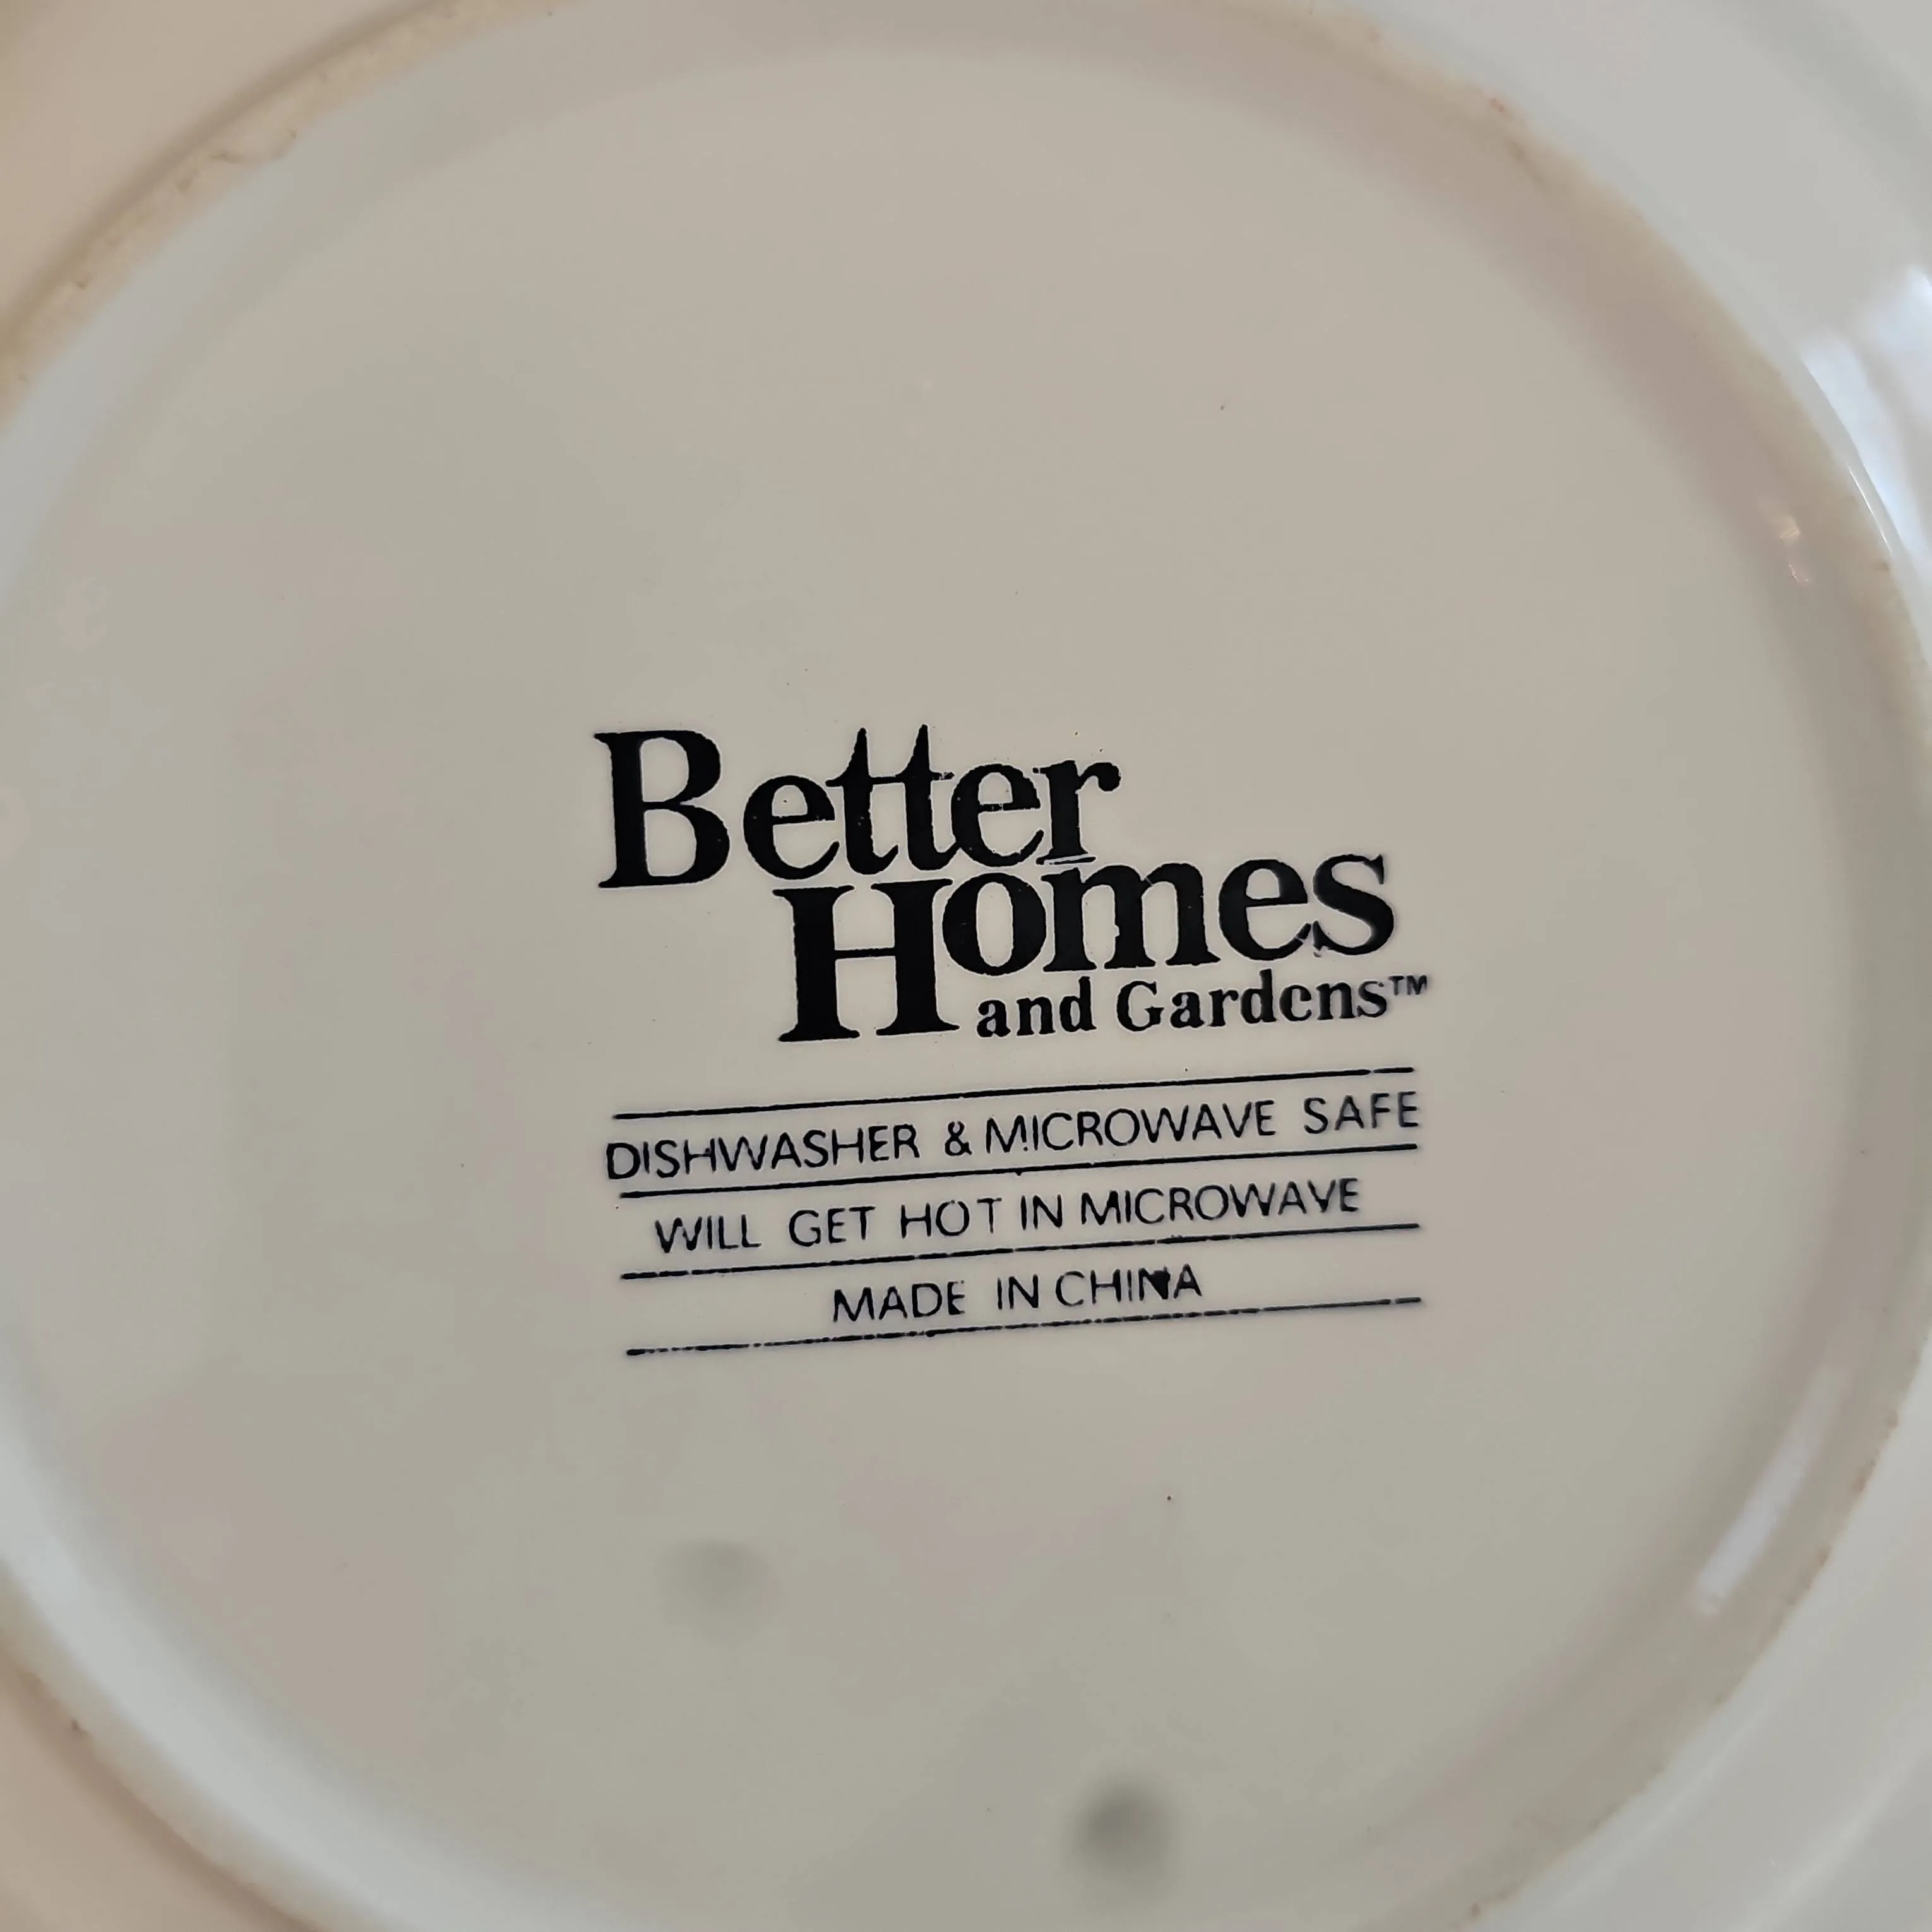 Better
Homes
and Gardens™
DISHWASHER & MICROWAVE SAFE
WILL GET HOT IN MICROWAVE
MADE IN CHINA